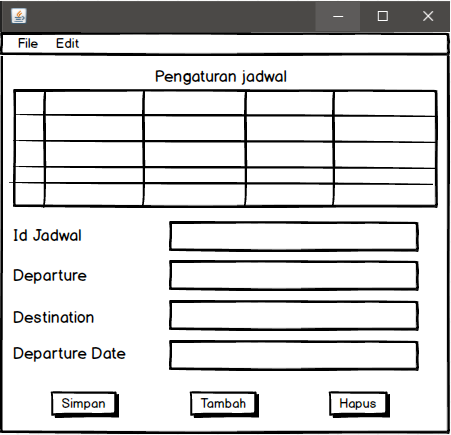 File Edit
Pengaturan jadwal
Id Jadwal
Departure
Destination
Departure Date
Simpan Tambah Hapus